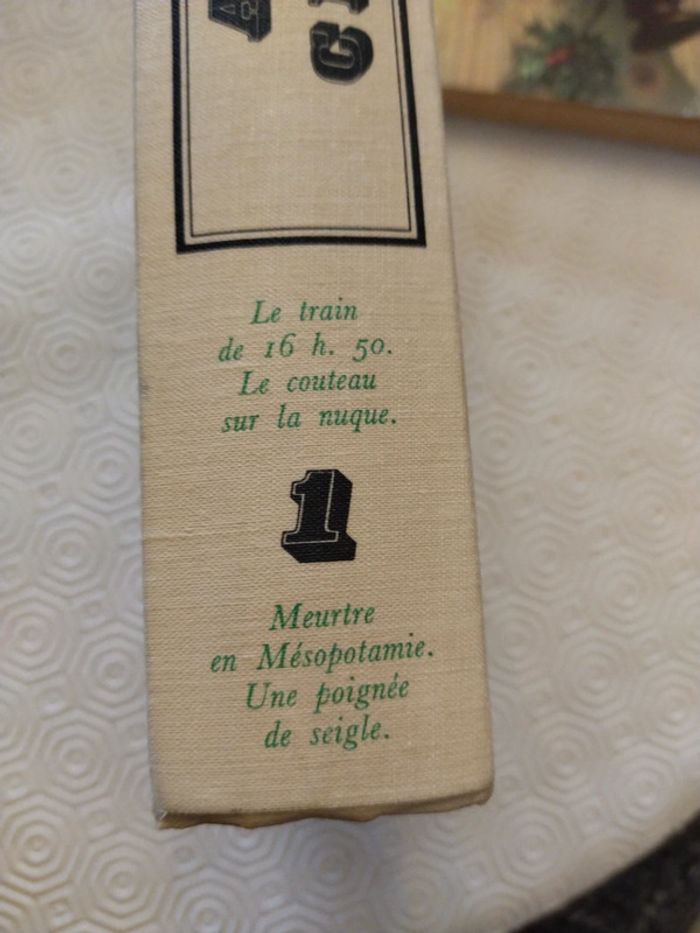 Le train
de 16 h. 50.
Le couteau
sur la nuque.
1
Meurtre
en Mésopotamie.
Une poignée
de seigle.